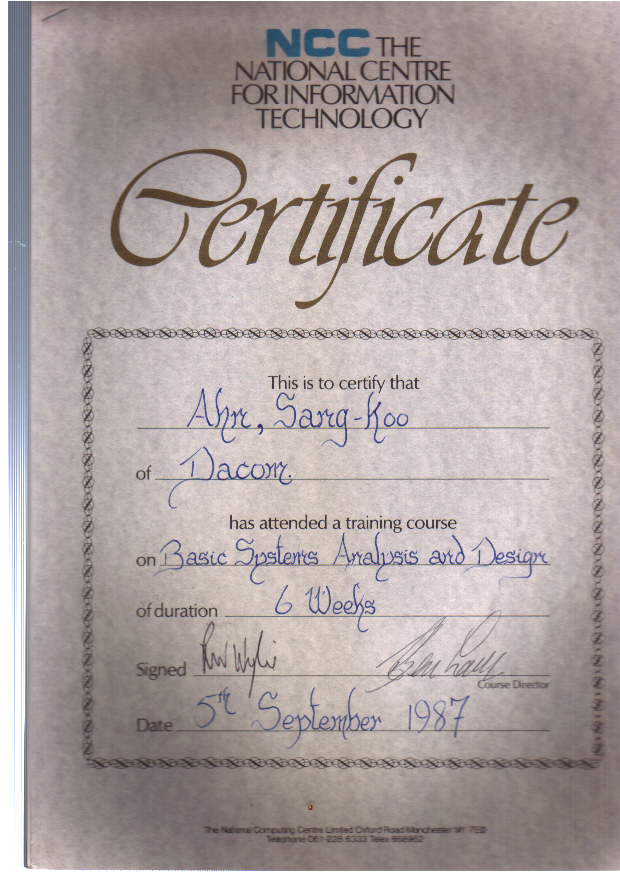 NCC THE
NATIONAL CENTRE
FOR INFORMATION
TECHNOLOGY
Certificate
This is to certify that
Ahn, Sang-Koo
of Dacom.
has attended a training course
on Basic Systems Analysis and Design
of duration 6 Weeks
Signed RW Wylie
Course Director
Date 5th September 1987
The National Computing Centre Limited Oxford Road Manchester M1 7ED
Telephone 061-228 6333 Telex 668962